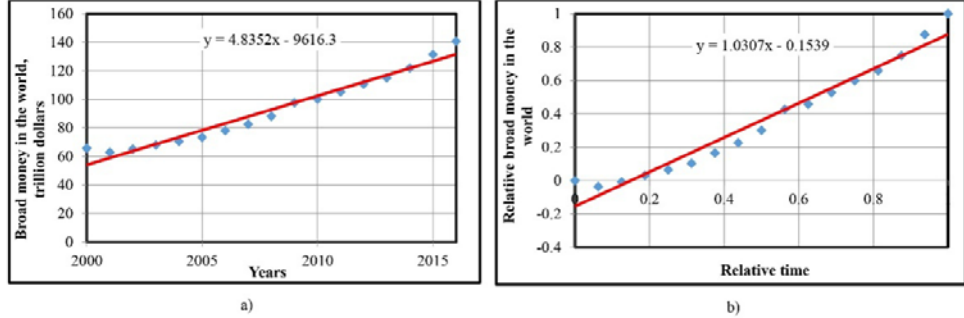 160
140
120
100
80
60
40
20
0
y = 4.8352x - 9616.3
Broad money in the world,
trillion dollars
2000
2005
2010
2015
Years
a)
1
0.8
0.6
0.4
0.2
0
-0.2
-0.4
y = 1.0307x - 0.1539
Relative broad money in the
world
0
0.2
0.4
0.6
0.8
Relative time
b)